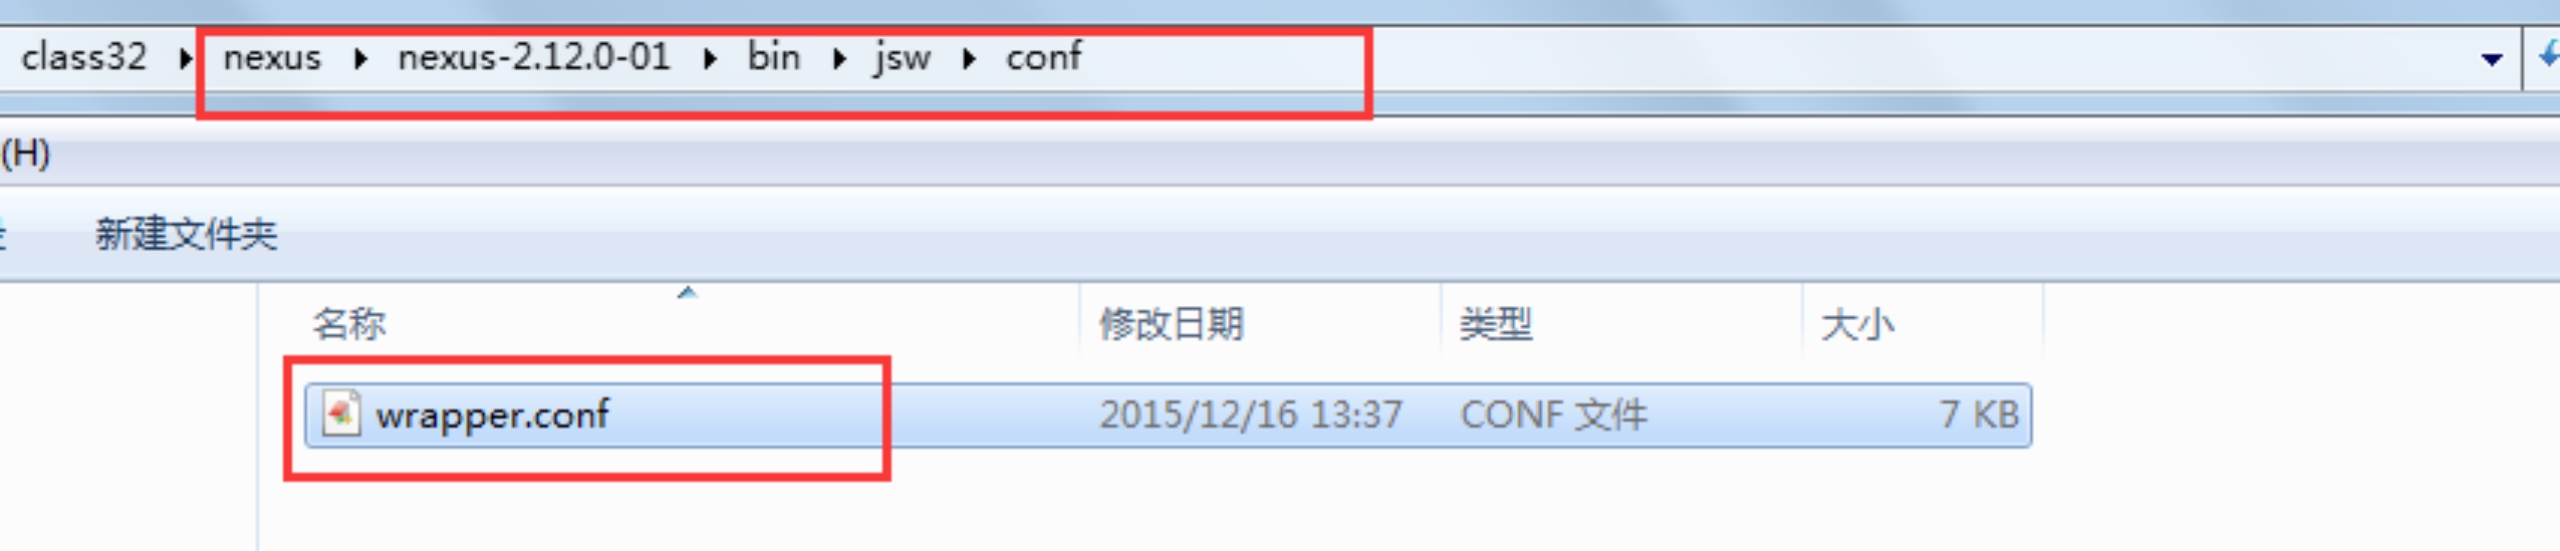 class32 ▶ nexus ▶ nexus-2.12.0-01 ▶ bin ▶ jsw ▶ conf
(H)
新建文件夹
名称 修改日期 类型 大小
wrapper.conf 2015/12/16 13:37 CONF 文件 7 KB